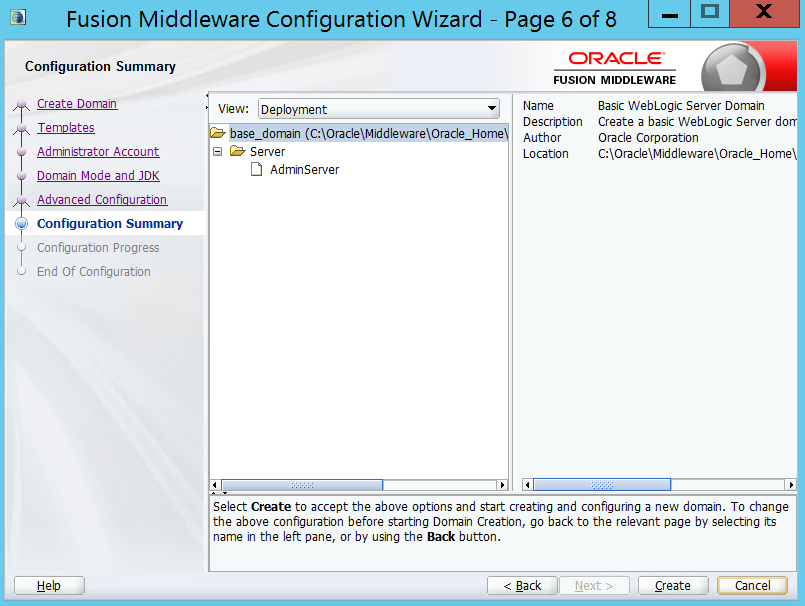 Fusion Middleware Configuration Wizard - Page 6 of 8
Configuration Summary
ORACLE
FUSION MIDDLEWARE
Create Domain
Templates
Administrator Account
Domain Mode and JDK
Advanced Configuration
Configuration Summary
Configuration Progress
End Of Configuration
View: Deployment
base_domain (C:\Oracle\Middleware\Oracle_Home\
Server
AdminServer
Name Basic WebLogic Server Domain
Description Create a basic WebLogic Server dom
Author Oracle Corporation
Location C:\Oracle\Middleware\Oracle_Home\
Select Create to accept the above options and start creating and configuring a new domain. To change
the above configuration before starting Domain Creation, go back to the relevant page by selecting its
name in the left pane, or by using the Back button.
Help
< Back
Next >
Create
Cancel